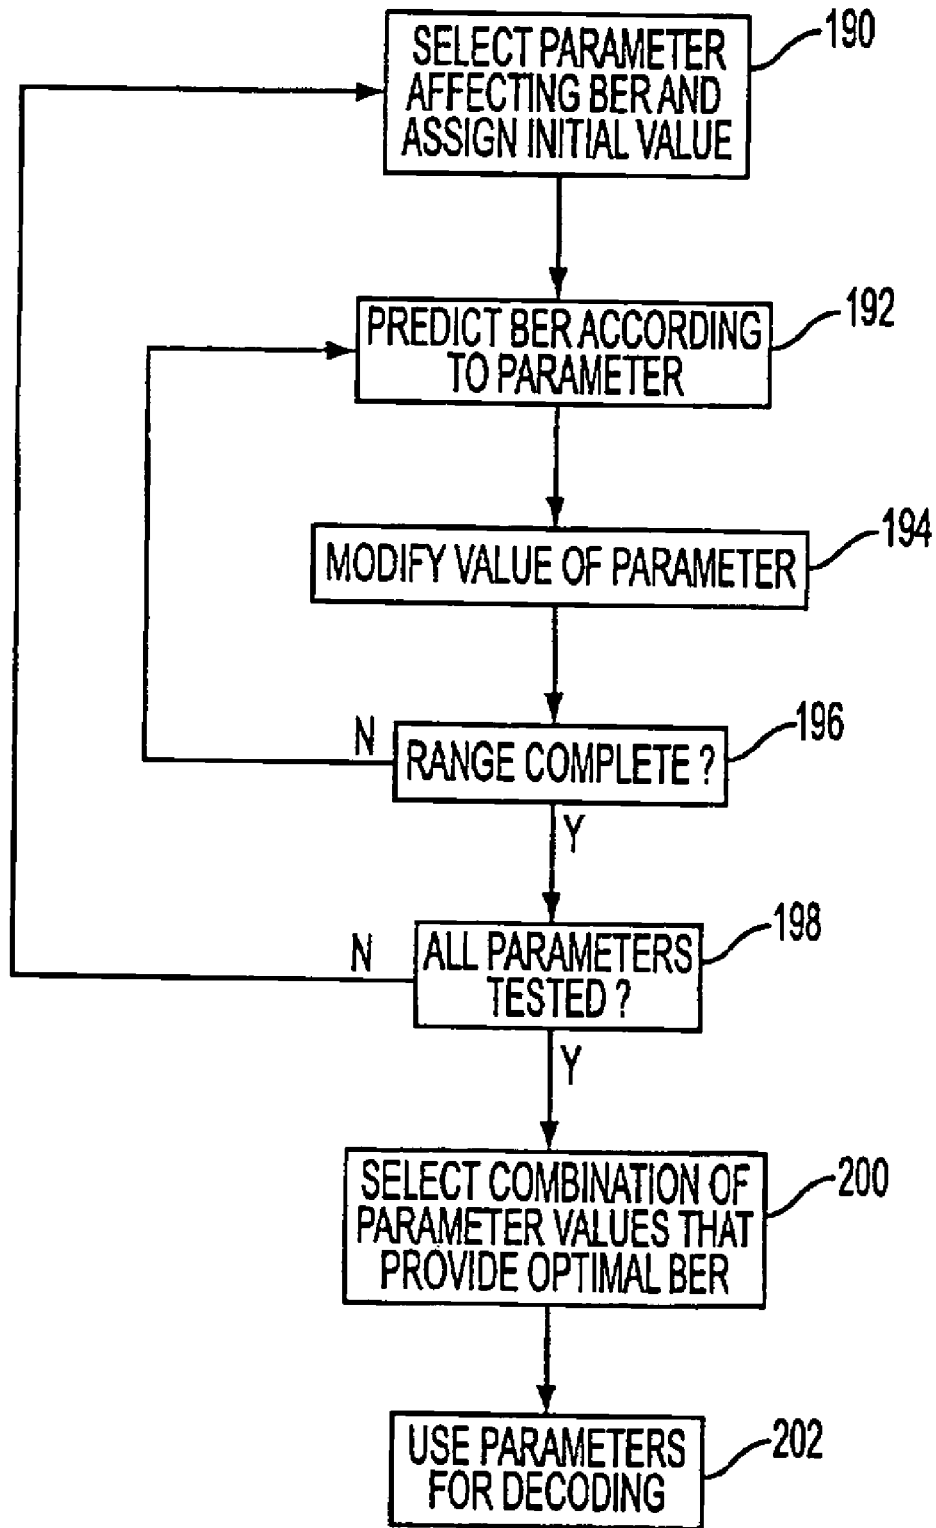 SELECT PARAMETER
AFFECTING BER AND
ASSIGN INITIAL VALUE
190
PREDICT BER ACCORDING
TO PARAMETER
192
MODIFY VALUE OF PARAMETER
194
N
RANGE COMPLETE ?
196
Y
N
ALL PARAMETERS
TESTED ?
198
Y
SELECT COMBINATION OF
PARAMETER VALUES THAT
PROVIDE OPTIMAL BER
200
USE PARAMETERS
FOR DECODING
202